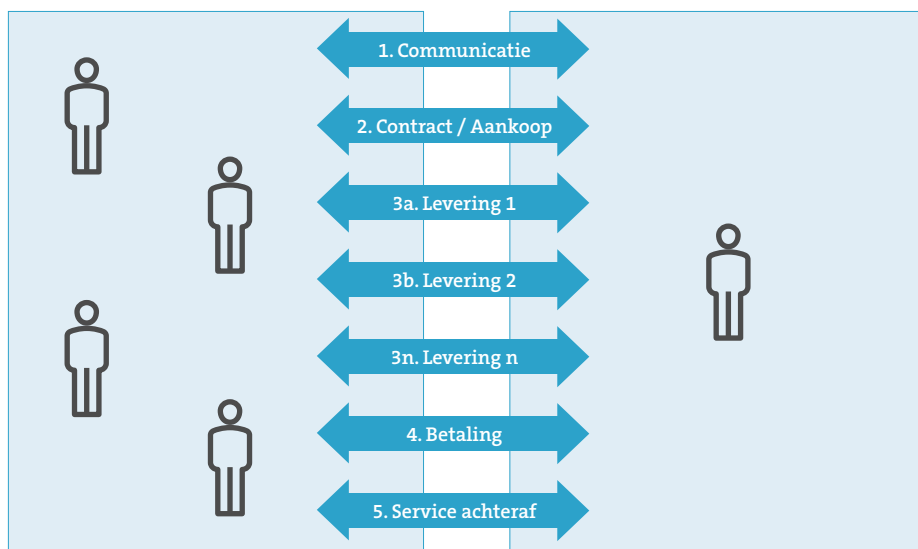 1. Communicatie
2. Contract / Aankoop
3a. Levering 1
3b. Levering 2
3n. Levering n
4. Betaling
5. Service achteraf